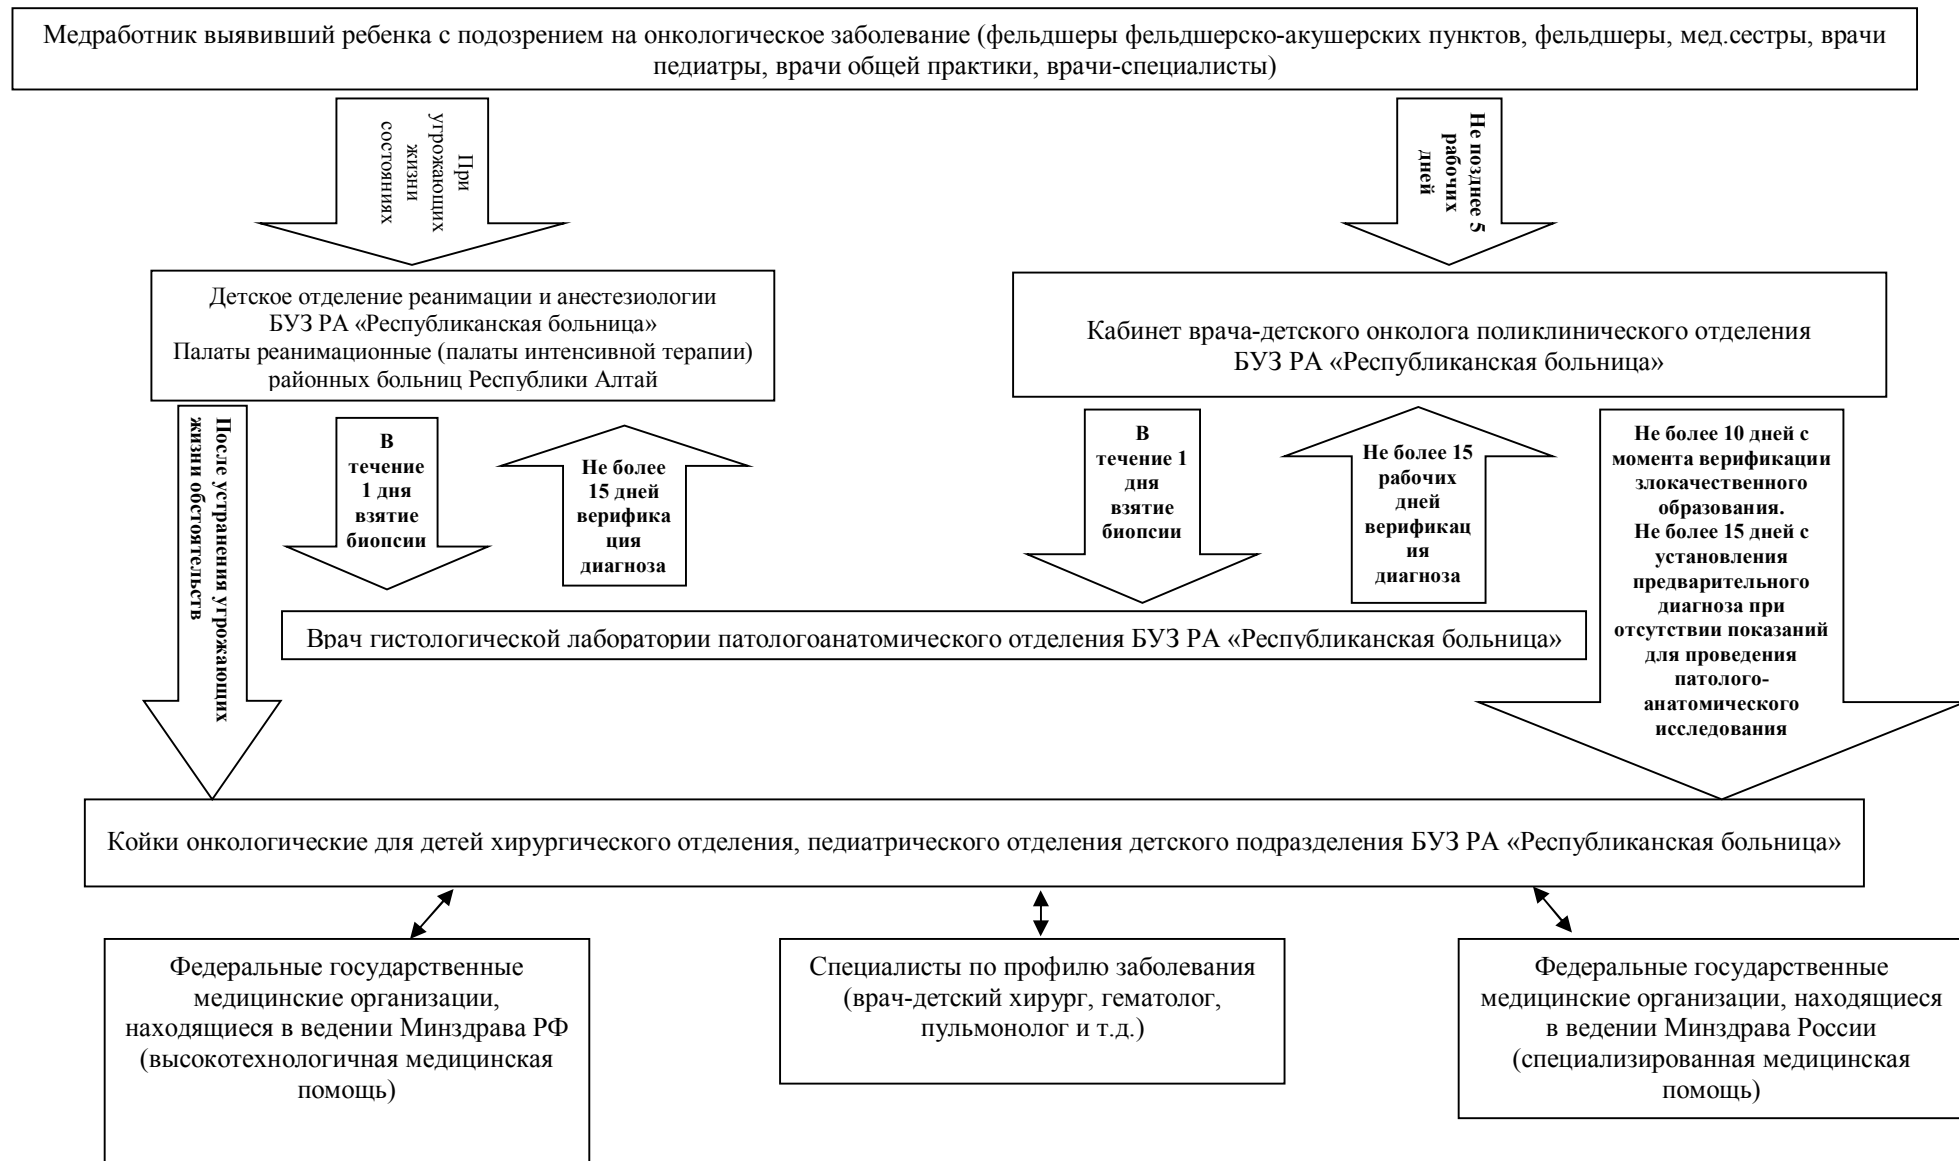 Медработник выявивший ребенка с подозрением на онкологическое заболевание (фельдшеры фельдшерско-акушерских пунктов, фельдшеры, мед.сестры, врачи
педиатры, врачи общей практики, врачи-специалисты)
При
угрожающих
жизни
состояниях
Не позднее 5
рабочих
дней
Детское отделение реанимации и анестезиологии
БУЗ РА «Республиканская больница»
Палаты реанимационные (палаты интенсивной терапии)
районных больниц Республики Алтай
Кабинет врача-детского онколога поликлинического отделения
БУЗ РА «Республиканская больница»
После устранения угрожающих
жизни обстоятельств
В
течение
1 дня
взятие
биопсии
Не более
15 дней
верифика
ция
диагноза
В
течение 1
дня
взятие
биопсии
Не более 15
рабочих
дней
верификац
ия
диагноза
Не более 10 дней с
момента верификации
злокачественного
образования.
Не более 15 дней с
установления
предварительного
диагноза при
отсутствии показаний
для проведения
патолого-
анатомического
исследования
Врач гистологической лаборатории патологоанатомического отделения БУЗ РА «Республиканская больница»
Койки онкологические для детей хирургического отделения, педиатрического отделения детского подразделения БУЗ РА «Республиканская больница»
Федеральные государственные
медицинские организации,
находящиеся в ведении Минздрава РФ
(высокотехнологичная медицинская
помощь)
Специалисты по профилю заболевания
(врач-детский хирург, гематолог,
пульмонолог и т.д.)
Федеральные государственные
медицинские организации, находящиеся
в ведении Минздрава России
(специализированная медицинская
помощь)